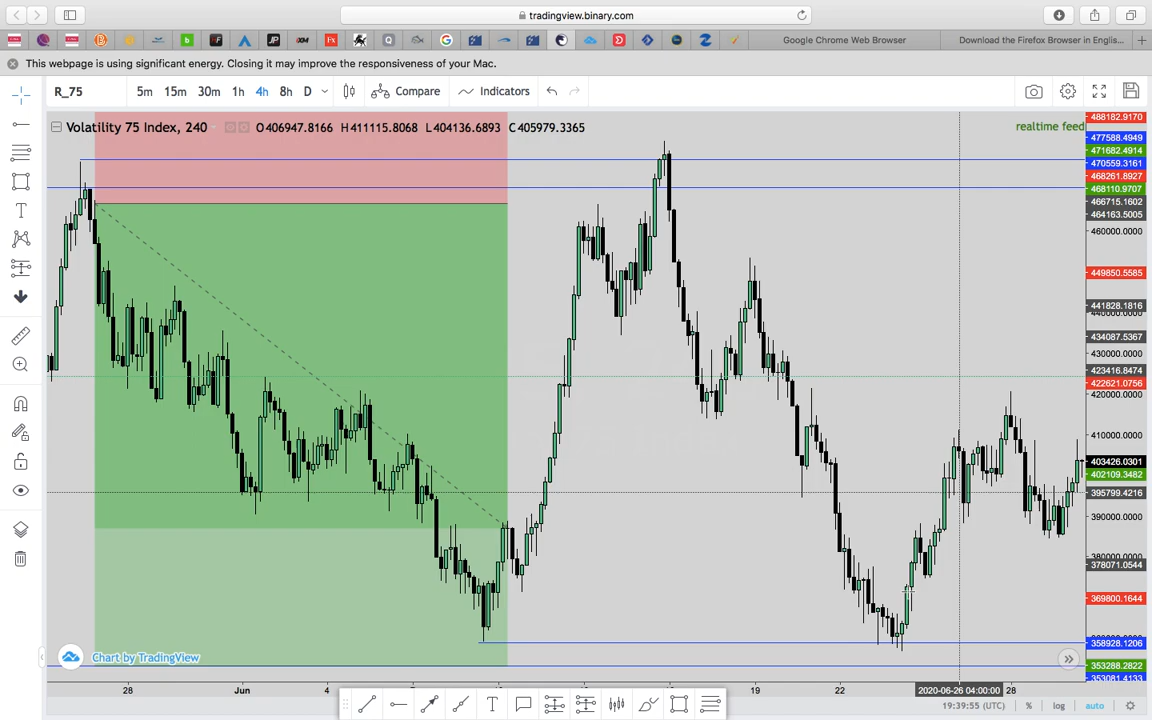 tradingview.binary.com
Google Chrome Web Browser
Download the Firefox Browser in Englis...
This webpage is using significant energy. Closing it may improve the responsiveness of your Mac.
R_75 5m 15m 30m 1h 4h 8h D Compare Indicators
Volatility 75 Index, 240 O406947.8166 H411115.8068 L404136.6893 C405979.3365
realtime feed
488182.9170
477588.4949
471682.4914
470559.3161
468261.8927
468110.9707
466715.1602
464163.5005
460000.0000
449850.5585
441828.1816
440000.0000
434087.5367
430000.0000
423416.8474
422621.0756
420000.0000
410000.0000
403426.0301
402109.3482
395799.4216
390000.0000
380000.0000
378071.0544
369800.1644
358928.1206
353288.2822
353081.4133
Chart by TradingView
28 Jun 4 19 22 2020-06-26 04:00:00 28
19:39:55 (UTC) % log auto